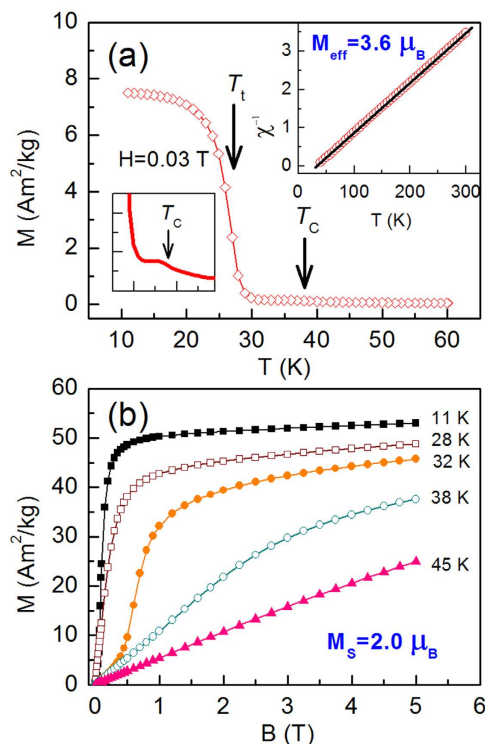 (a)
M (Am²/kg)
8
6
4
2
0
H=0.03 T
T_t
T_C
T_C
10 20 30 40 50 60
T (K)
M_eff=3.6 μ_B
χ⁻¹
3
2
1
0
0 100 200 300
T (K)
(b)
M (Am²/kg)
60
50
40
30
20
10
0
11 K
28 K
32 K
38 K
45 K
M_S=2.0 μ_B
0 1 2 3 4 5 6
B (T)